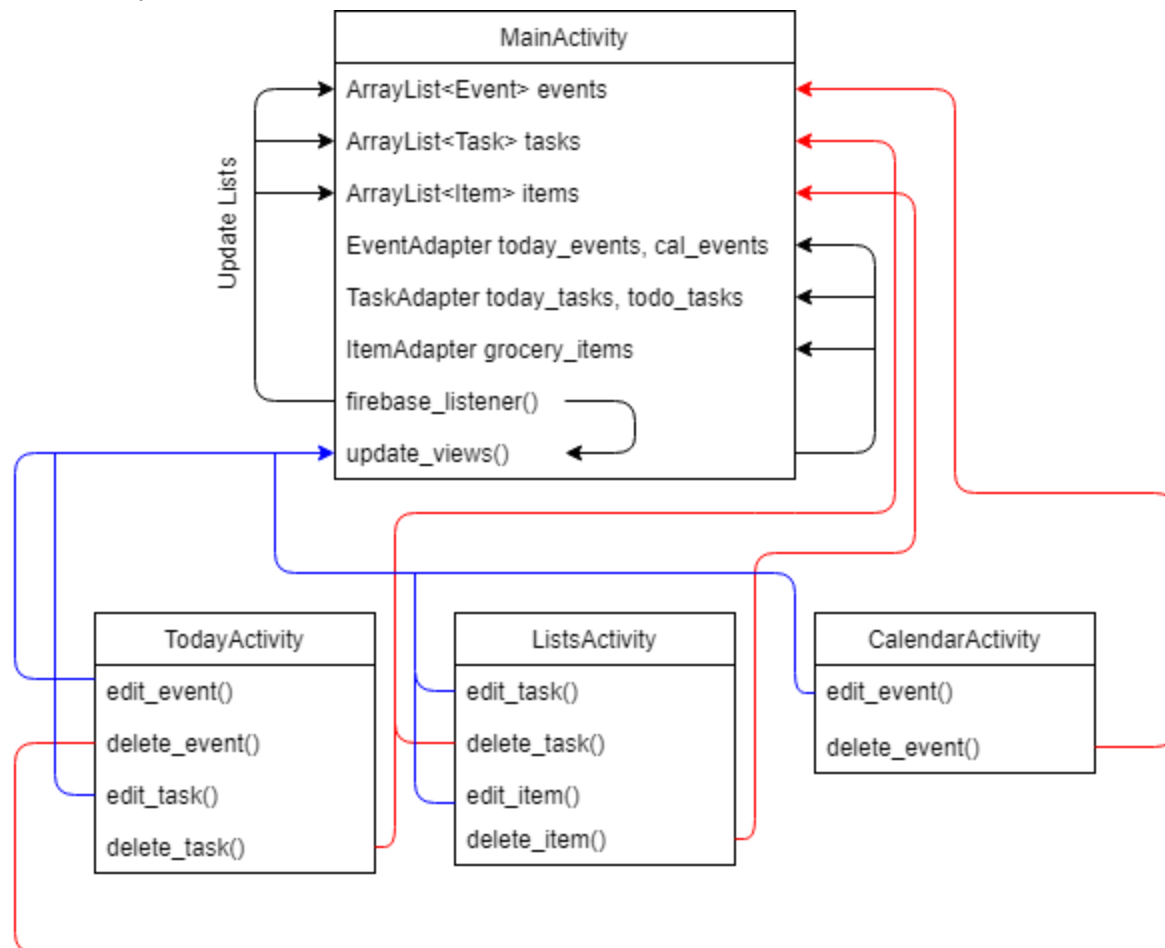 MainActivity
ArrayList<Event> events
ArrayList<Task> tasks
ArrayList<Item> items
EventAdapter today_events, cal_events
TaskAdapter today_tasks, todo_tasks
ItemAdapter grocery_items
firebase_listener()
update_views()
Update Lists
TodayActivity
edit_event()
delete_event()
edit_task()
delete_task()
ListsActivity
edit_task()
delete_task()
edit_item()
delete_item()
CalendarActivity
edit_event()
delete_event()